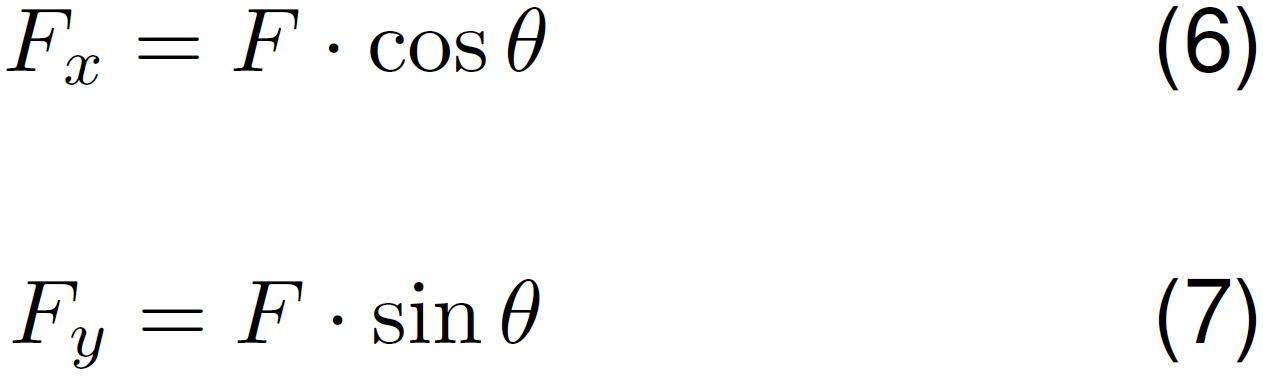 F_x = F · cos θ (6)
F_y = F · sin θ (7)